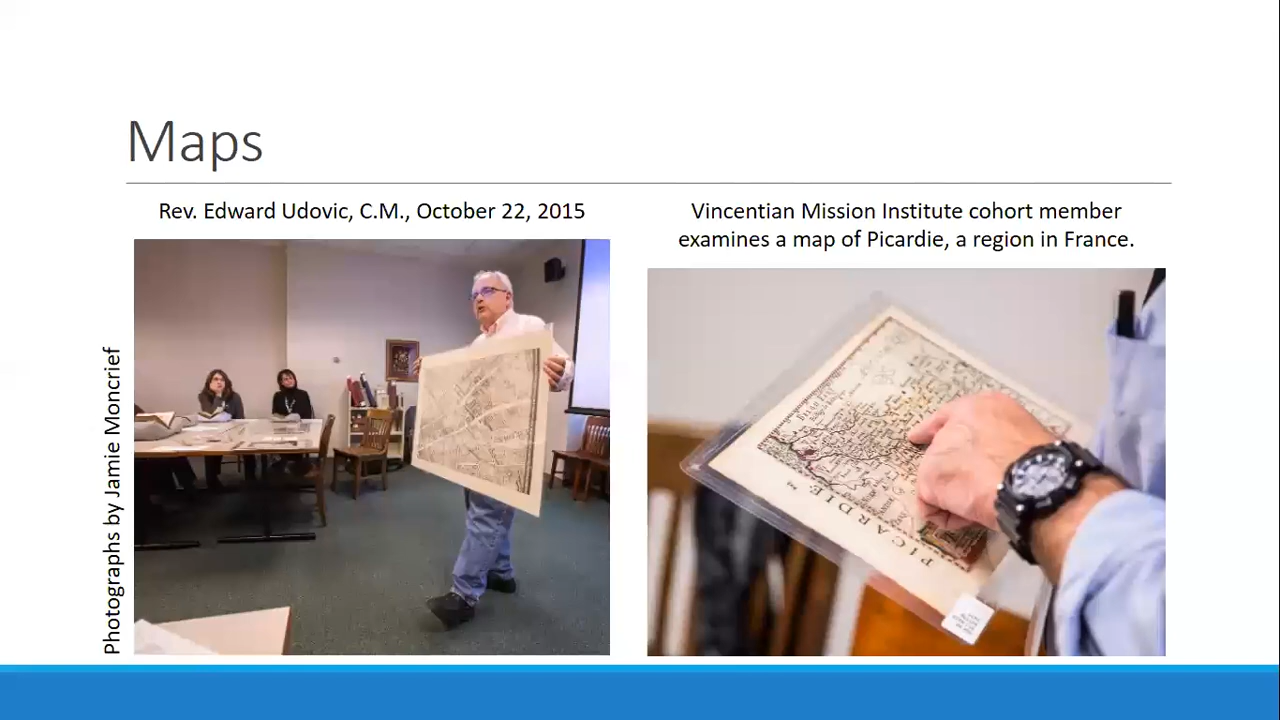 Maps
Rev. Edward Udovic, C.M., October 22, 2015
Vincentian Mission Institute cohort member
examines a map of Picardie, a region in France.
Photographs by Jamie Moncrief
PICARDIE